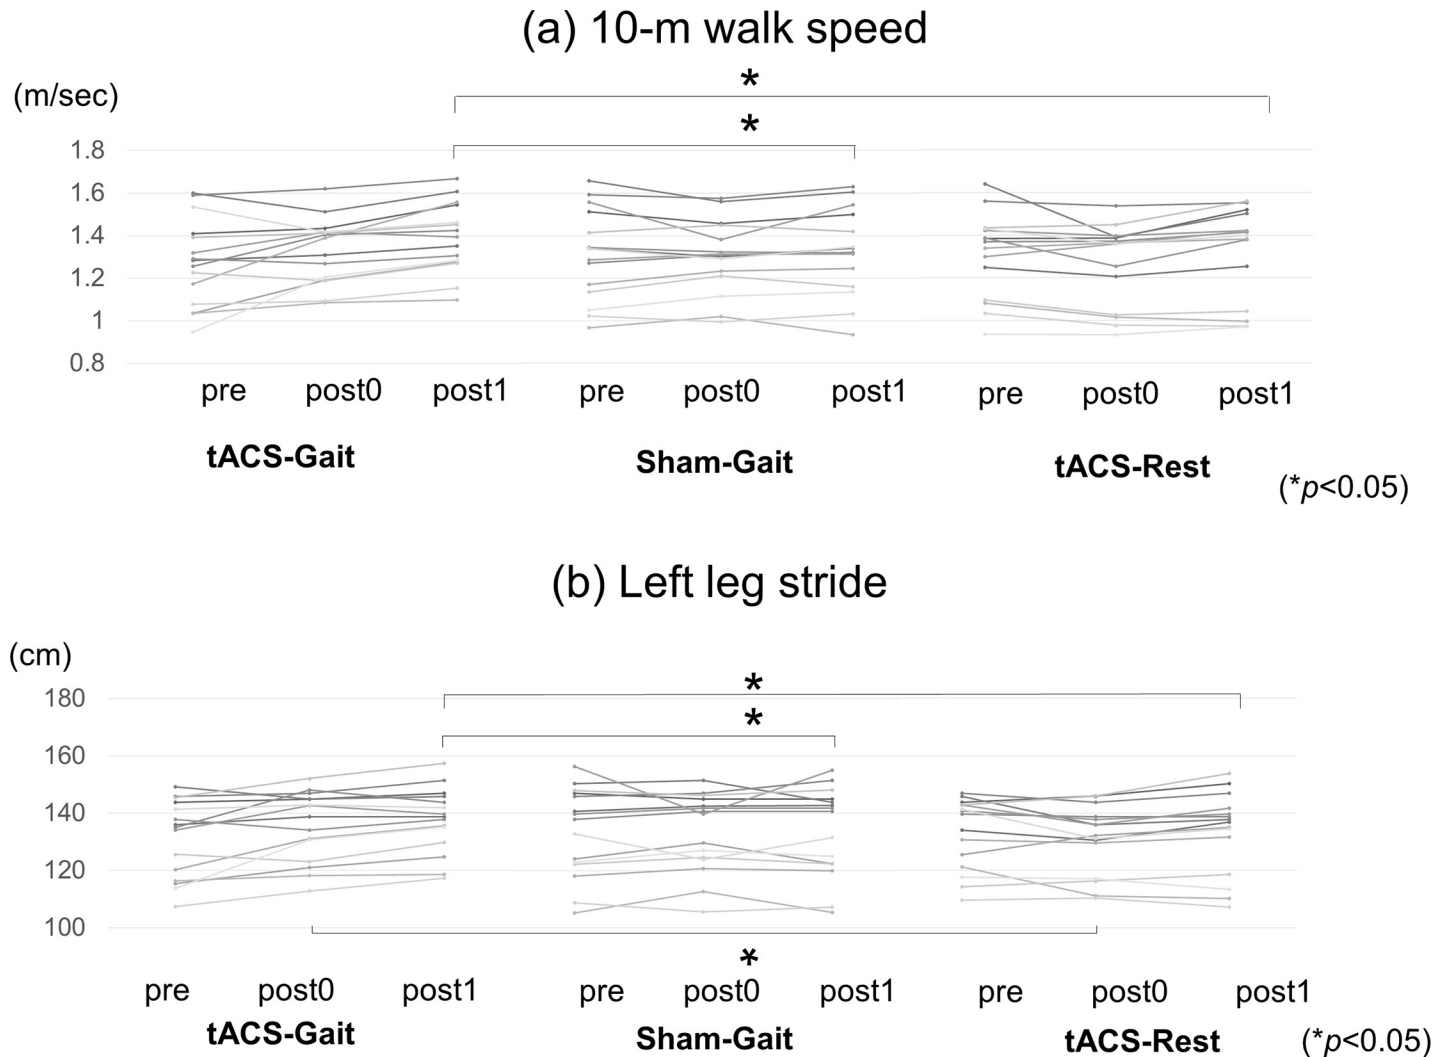 (a) 10-m walk speed
(m/sec)
*
*
1.8
1.6
1.4
1.2
1
0.8
pre post0 post1 pre post0 post1 pre post0 post1
tACS-Gait Sham-Gait tACS-Rest
(*p<0.05)
(b) Left leg stride
(cm)
*
*
180
160
140
120
100
*
pre post0 post1 pre post0 post1 pre post0 post1
tACS-Gait Sham-Gait tACS-Rest (*p<0.05)